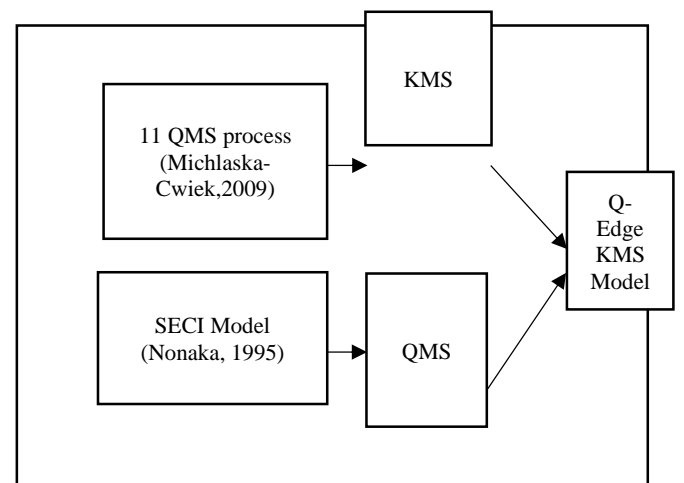 KMS
11 QMS process
(Michlaska-
Cwiek,2009)
Q-
Edge
KMS
Model
SECI Model
(Nonaka, 1995)
QMS